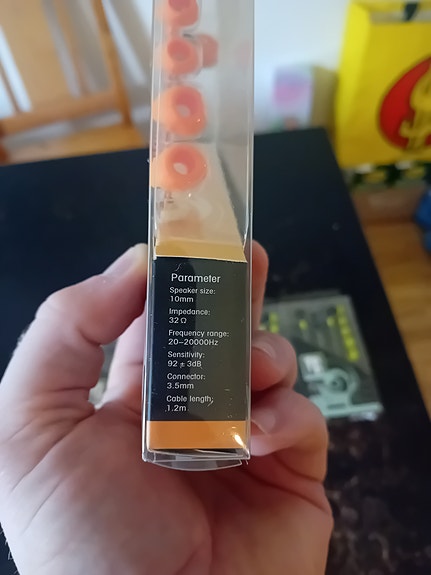 Parameter
Speaker size:
10mm
Impedance:
32 Ω
Frequency range:
20–20000Hz
Sensitivity:
92 ± 3dB
Connector:
3.5mm
Cable length:
1.2m